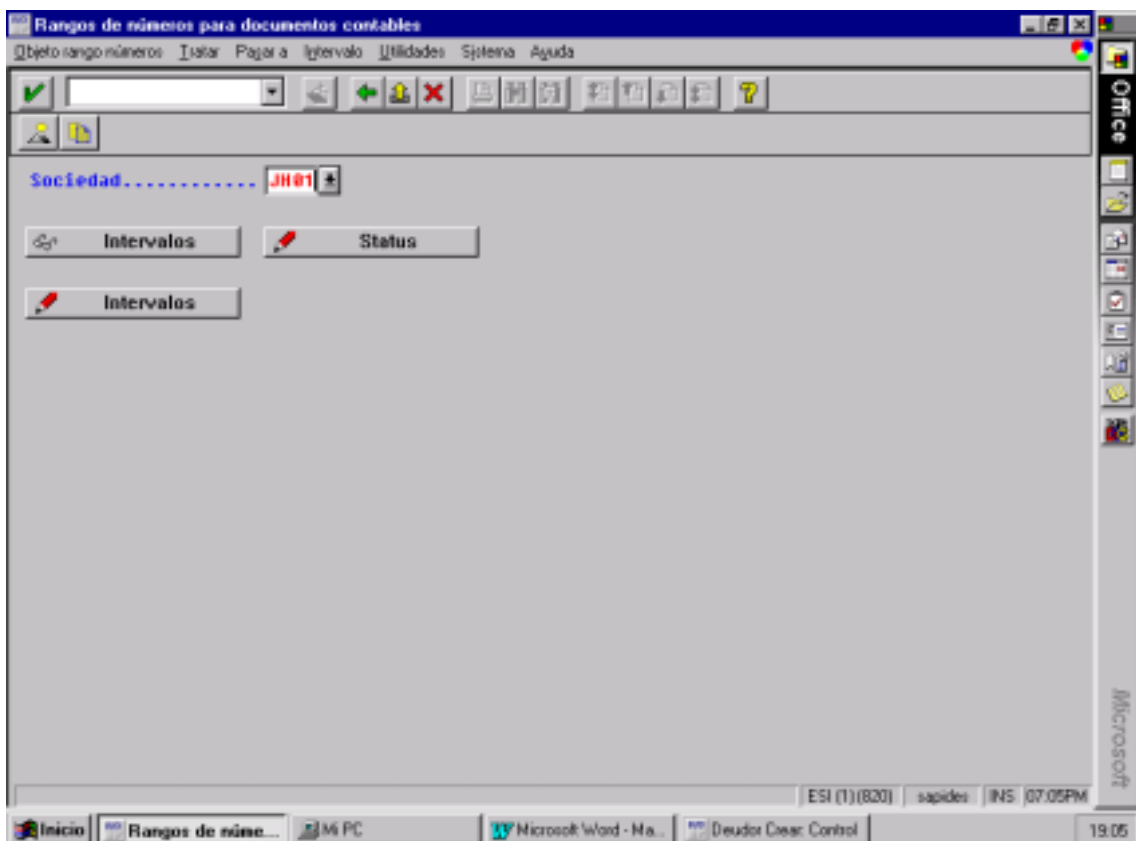 Rangos de números para documentos contables
Objeto rango números Tratar Pasar a Intervalo Utilidades Sistema Ayuda
Sociedad............ JH01
Intervalos Status
Intervalos
Office
Microsoft
ESI (1) (820) sapides INS 07:05PM
Inicio Rangos de núme... Mi PC Microsoft Word - Ma... Deudor Crear: Control 19:05